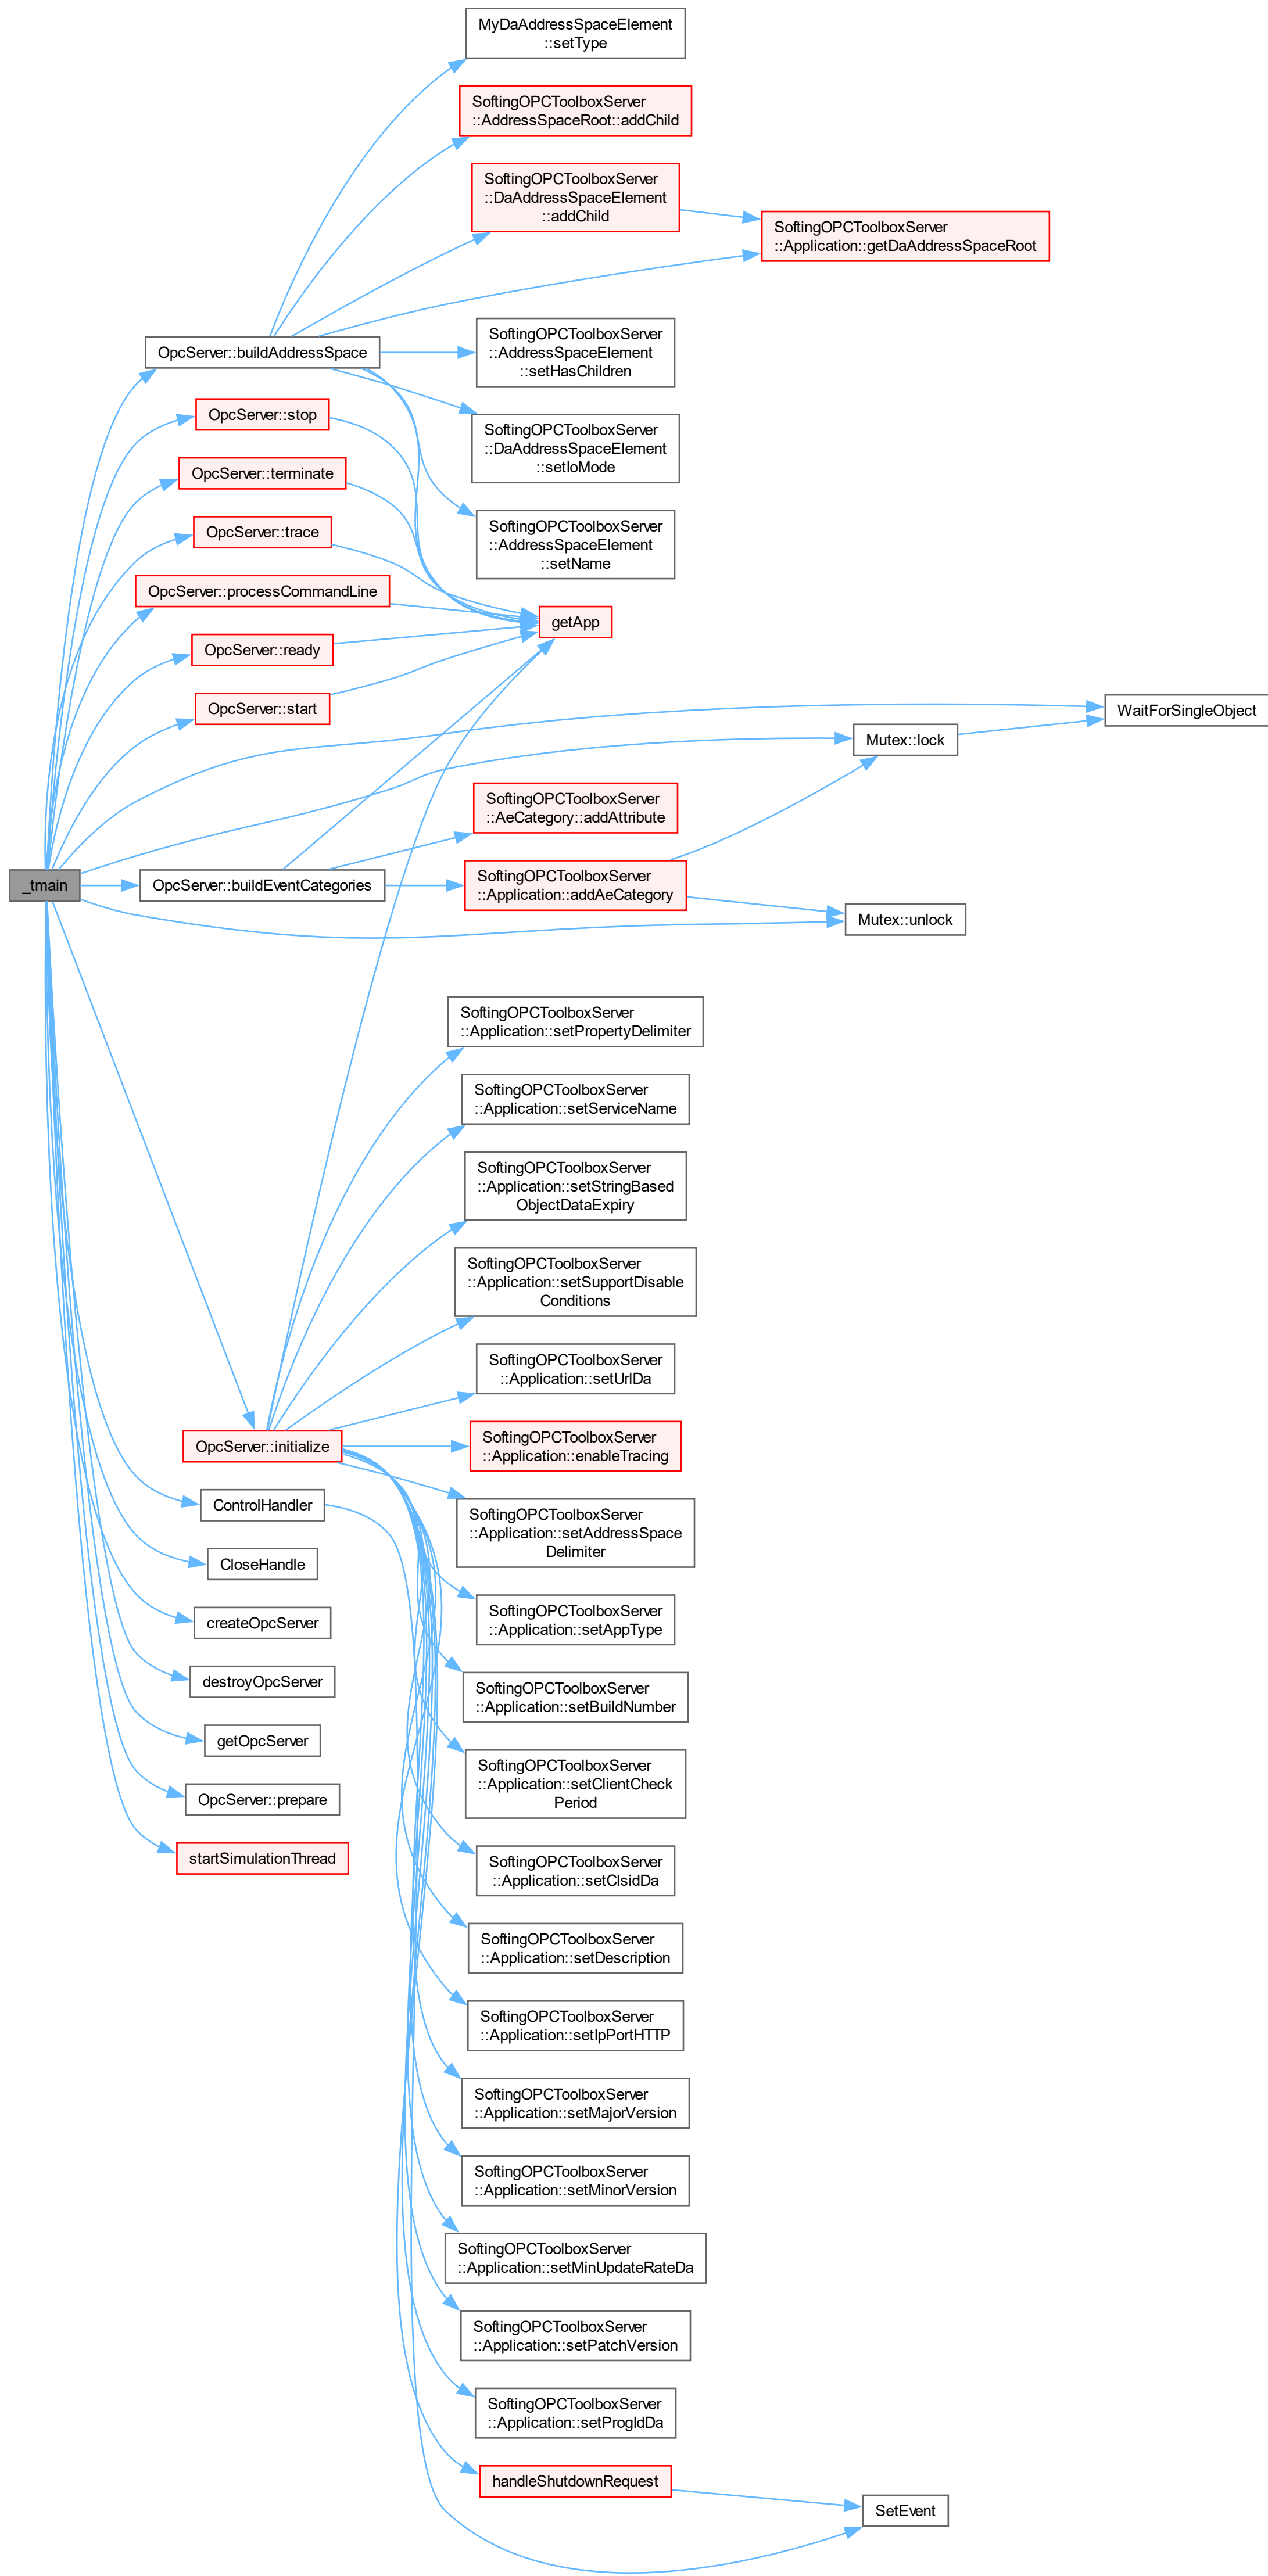 MyDaAddressSpaceElement
::setType
SoftingOPCToolboxServer
::AddressSpaceRoot::addChild
SoftingOPCToolboxServer
::DaAddressSpaceElement
::addChild
SoftingOPCToolboxServer
::Application::getDaAddressSpaceRoot
OpcServer::buildAddressSpace
SoftingOPCToolboxServer
::AddressSpaceElement
::setHasChildren
OpcServer::stop
SoftingOPCToolboxServer
::DaAddressSpaceElement
::setIoMode
OpcServer::terminate
OpcServer::trace
SoftingOPCToolboxServer
::AddressSpaceElement
::setName
OpcServer::processCommandLine
getApp
OpcServer::ready
OpcServer::start
WaitForSingleObject
Mutex::lock
SoftingOPCToolboxServer
::AeCategory::addAttribute
_tmain
OpcServer::buildEventCategories
SoftingOPCToolboxServer
::Application::addAeCategory
Mutex::unlock
SoftingOPCToolboxServer
::Application::setPropertyDelimiter
SoftingOPCToolboxServer
::Application::setServiceName
SoftingOPCToolboxServer
::Application::setStringBased
ObjectDataExpiry
SoftingOPCToolboxServer
::Application::setSupportDisable
Conditions
SoftingOPCToolboxServer
::Application::setUrlDa
OpcServer::initialize
SoftingOPCToolboxServer
::Application::enableTracing
ControlHandler
SoftingOPCToolboxServer
::Application::setAddressSpace
Delimiter
CloseHandle
createOpcServer
SoftingOPCToolboxServer
::Application::setAppType
destroyOpcServer
SoftingOPCToolboxServer
::Application::setBuildNumber
getOpcServer
SoftingOPCToolboxServer
::Application::setClientCheck
Period
OpcServer::prepare
startSimulationThread
SoftingOPCToolboxServer
::Application::setClsidDa
SoftingOPCToolboxServer
::Application::setDescription
SoftingOPCToolboxServer
::Application::setIpPortHTTP
SoftingOPCToolboxServer
::Application::setMajorVersion
SoftingOPCToolboxServer
::Application::setMinorVersion
SoftingOPCToolboxServer
::Application::setMinUpdateRateDa
SoftingOPCToolboxServer
::Application::setPatchVersion
SoftingOPCToolboxServer
::Application::setProgIdDa
handleShutdownRequest
SetEvent